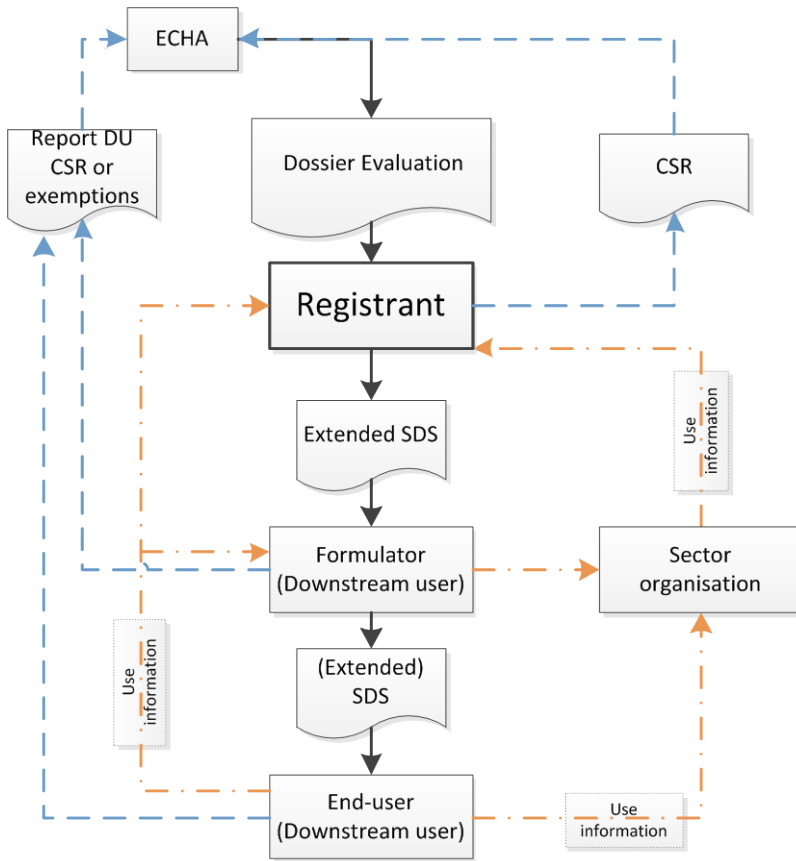 ECHA
Report DU
CSR or
exemptions
Dossier Evaluation
CSR
Registrant
Extended SDS
Use
information
Formulator
(Downstream user)
Sector
organisation
Use
information
(Extended)
SDS
End-user
(Downstream user)
Use
information